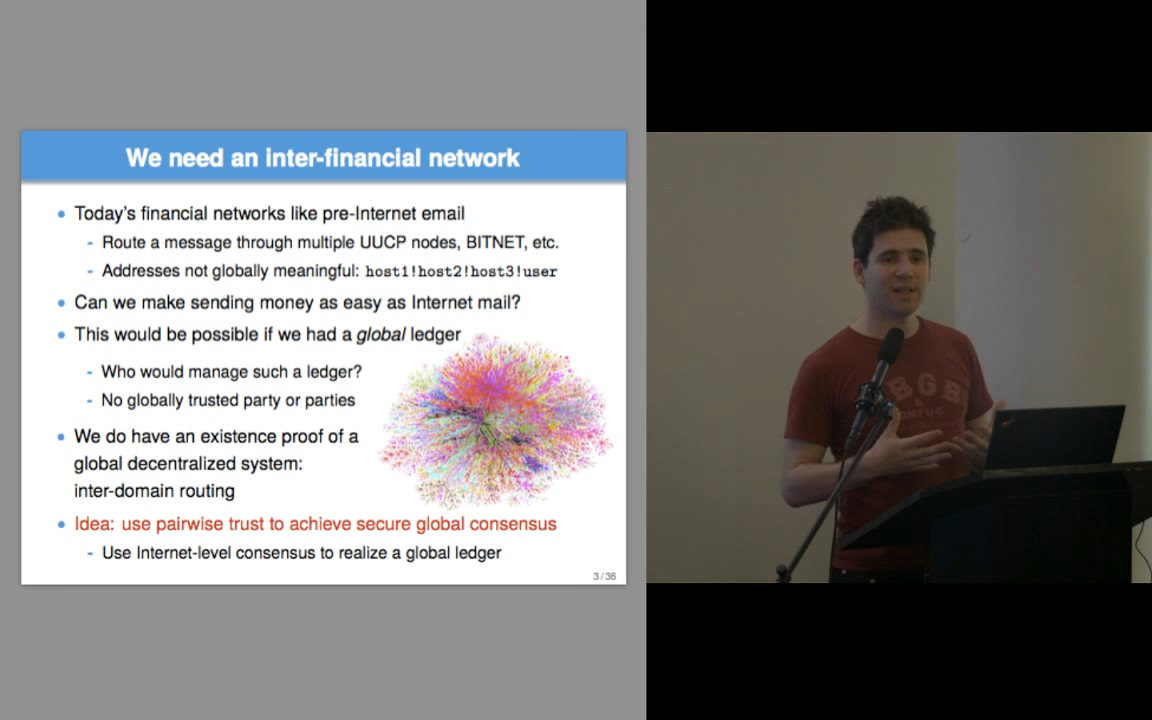 We need an inter-financial network
• Today's financial networks like pre-Internet email
- Route a message through multiple UUCP nodes, BITNET, etc.
- Addresses not globally meaningful: host1!host2!host3!user
• Can we make sending money as easy as Internet mail?
• This would be possible if we had a global ledger
- Who would manage such a ledger?
- No globally trusted party or parties
• We do have an existence proof of a
global decentralized system:
inter-domain routing
• Idea: use pairwise trust to achieve secure global consensus
- Use Internet-level consensus to realize a global ledger
3 / 36